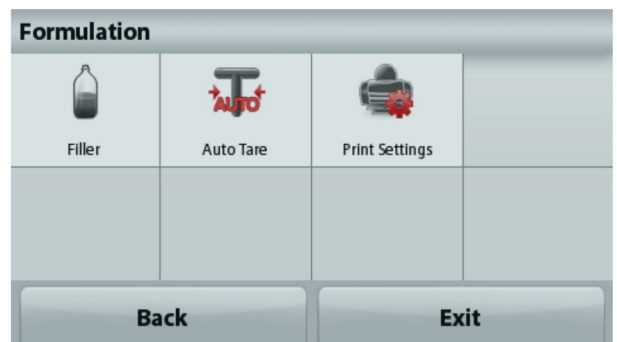 Formulation
AUTO
Filler
Auto Tare
Print Settings
Back
Exit